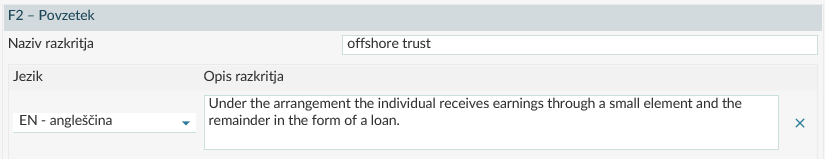 F2 – Povzetek
Naziv razkritja
offshore trust
Jezik
Opis razkritja
EN - angleščina
Under the arrangement the individual receives earnings through a small element and the
remainder in the form of a loan.